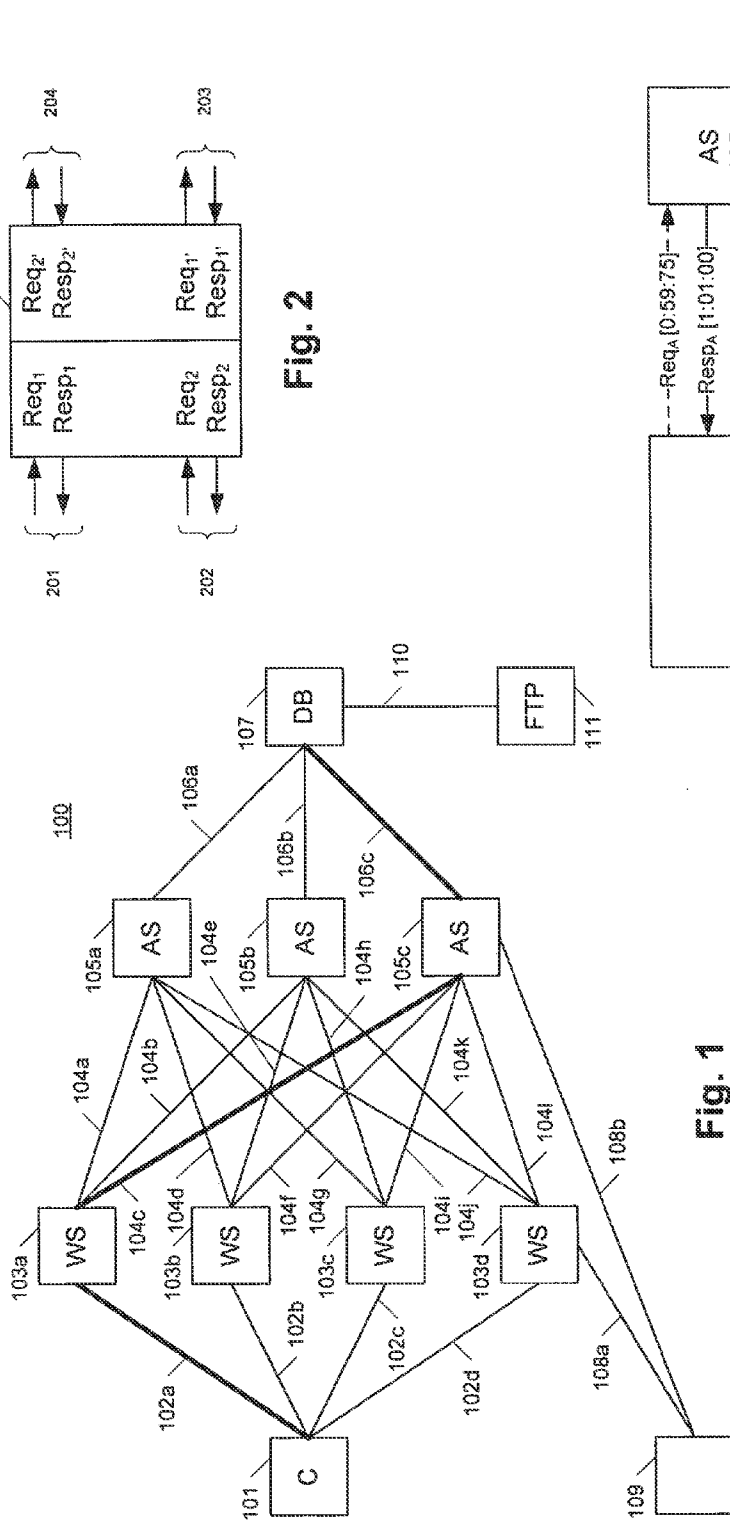 100
101
C
102a
102b
102c
102d
103a
WS
103b
WS
103c
WS
103d
WS
104a
104b
104c
104d
104e
104f
104g
104h
104i
104j
104k
104l
105a
AS
105b
AS
105c
AS
106a
106b
106c
107
DB
110
FTP
111
108a
108b
109
Fig. 1
201
202
Req1
Resp1
Req2
Resp2
Req2'
Resp2'
Req1'
Resp1'
204
203
Fig. 2
ReqA [0:59:75]
RespA [1:01:00]
AS